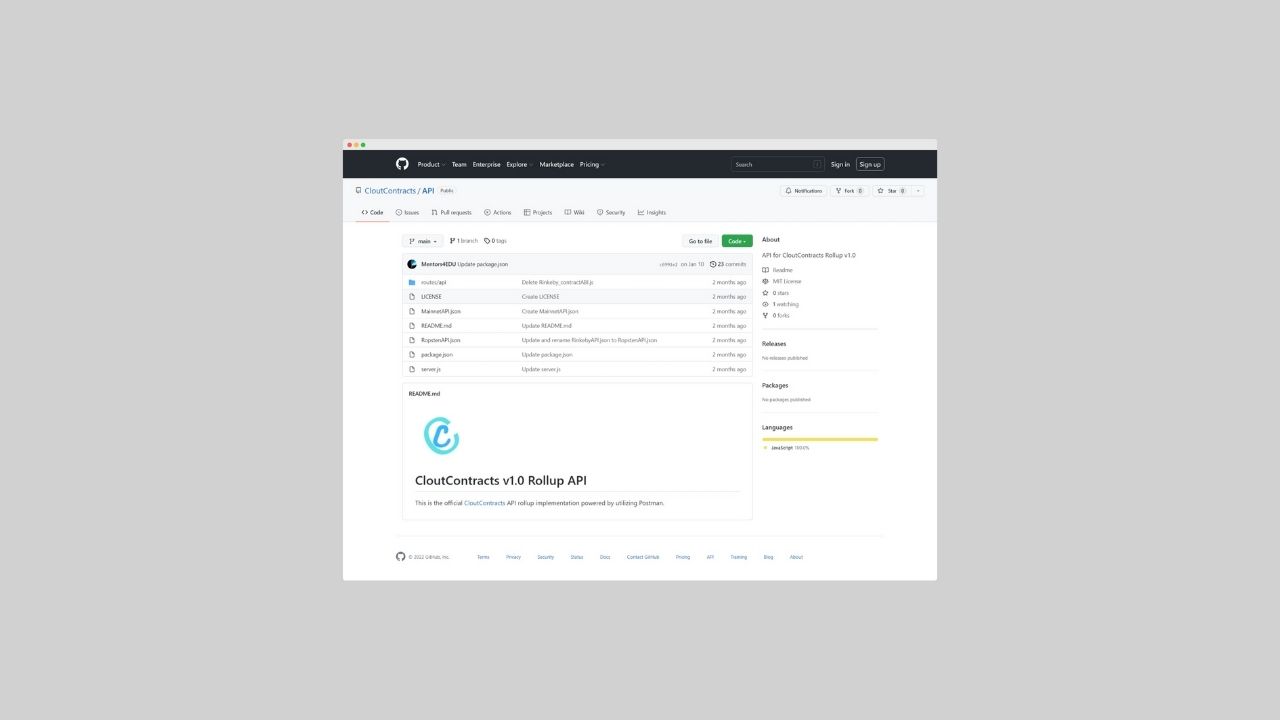 Product Team Enterprise Explore Marketplace Pricing Search / Sign in Sign up
CloutContracts / API Public Notifications Fork 0 Star 0
Code Issues Pull requests Actions Projects Wiki Security Insights
main 1 branch 0 tags Go to file Code
Mentors4EDU Update package.json on Jan 10 23 commits
routes/api Delete Rinkeby_contractABI.js 2 months ago
LICENSE Create LICENSE 2 months ago
MainnetAPI.json Create MainnetAPI.json 2 months ago
README.md Update README.md 2 months ago
RopstenAPI.json Update and rename RinkebyAPI.json to RopstenAPI.json 2 months ago
package.json Update package.json 2 months ago
server.js Update server.js 2 months ago
README.md
C
CloutContracts v1.0 Rollup API
This is the official CloutContracts API rollup implementation powered by utilizing Postman.
About
API for CloutContracts Rollup v1.0
Readme
MIT License
0 stars
1 watching
0 forks
Releases
No releases published
Packages
No packages published
Languages
JavaScript 100.0%
© 2022 GitHub, Inc. Terms Privacy Security Status Docs Contact GitHub Pricing API Training Blog About